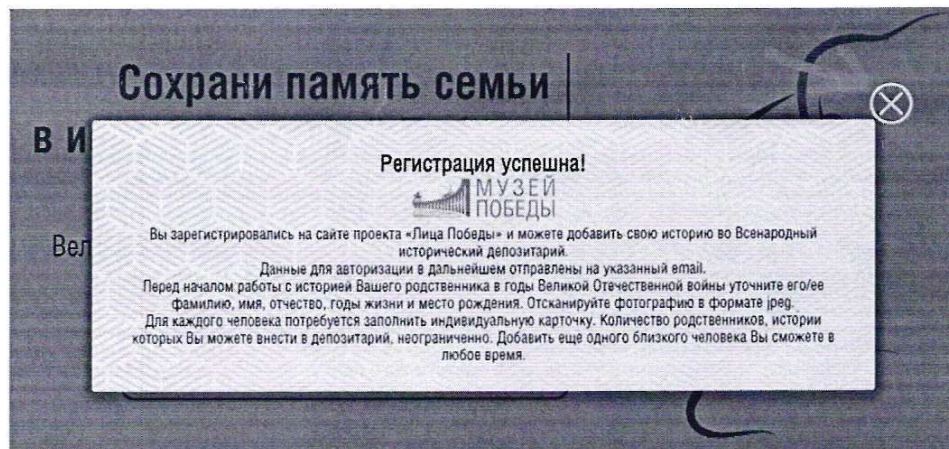 Сохрани память семьи
в и
Вел
Регистрация успешна!
МУЗЕЙ
ПОБЕДЫ
Вы зарегистрировались на сайте проекта «Лица Победы» и можете добавить свою историю во Всенародный
исторический депозитарий.
Данные для авторизации в дальнейшем отправлены на указанный email.
Перед началом работы с историей Вашего родственника в годы Великой Отечественной войны уточните его/ее
фамилию, имя, отчество, годы жизни и место рождения. Отсканируйте фотографию в формате jpeg.
Для каждого человека потребуется заполнить индивидуальную карточку. Количество родственников, истории
которых Вы можете внести в депозитарий, неограниченно. Добавить еще одного близкого человека Вы сможете в
любое время.